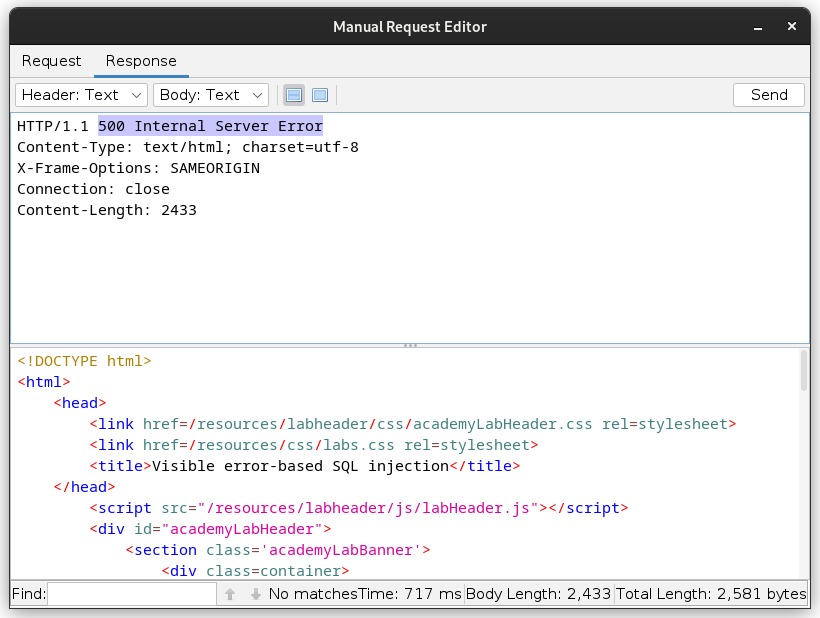 Manual Request Editor
Request Response
Header: Text Body: Text Send
HTTP/1.1 500 Internal Server Error
Content-Type: text/html; charset=utf-8
X-Frame-Options: SAMEORIGIN
Connection: close
Content-Length: 2433
<!DOCTYPE html>
<html>
    <head>
        <link href=/resources/labheader/css/academyLabHeader.css rel=stylesheet>
        <link href=/resources/css/labs.css rel=stylesheet>
        <title>Visible error-based SQL injection</title>
    </head>
        <script src="/resources/labheader/js/labHeader.js"></script>
        <div id="academyLabHeader">
            <section class='academyLabBanner'>
                <div class=container>
Find: No matches Time: 717 ms Body Length: 2,433 Total Length: 2,581 bytes